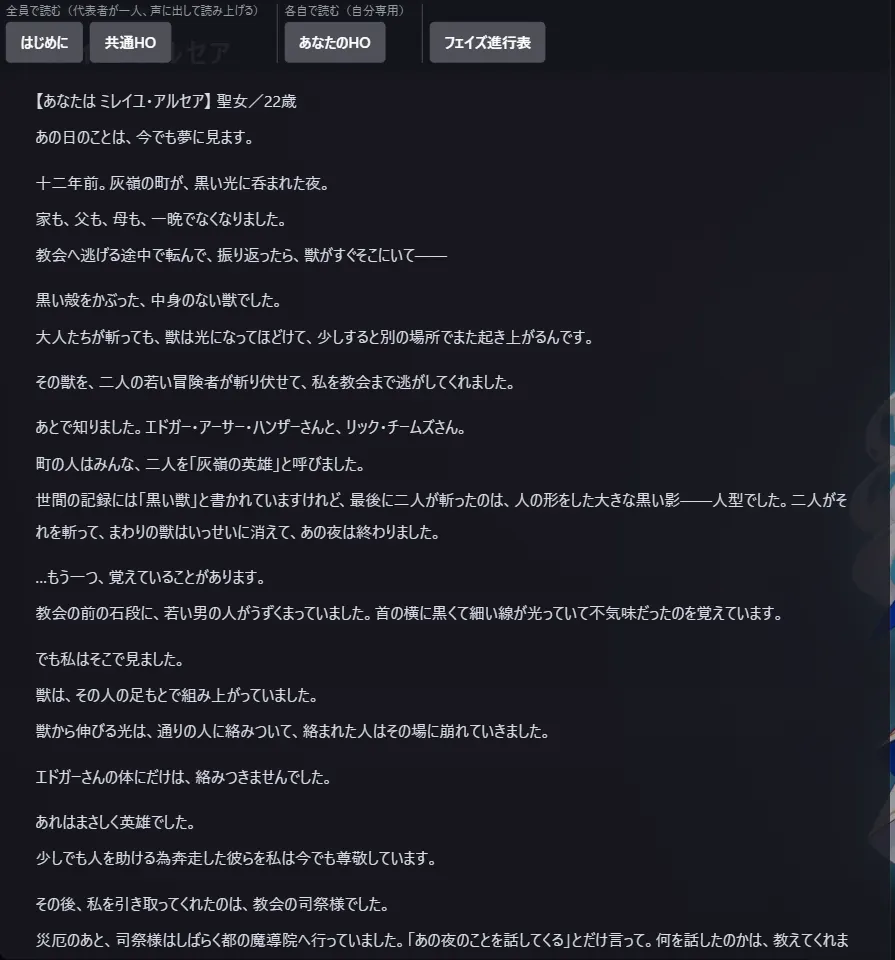 全員で読む（代表者が一人、声に出して読み上げる）
各自で読む（自分専用）
はじめに
共通HO
あなたのHO
フェイズ進行表
【あなたは ミレイユ・アルセア】 聖女／22歳
あの日のことは、今でも夢に見ます。
十二年前。灰嶺の町が、黒い光に呑まれた夜。
家も、父も、母も、一晩でなくなりました。
教会へ逃げる途中で転んで、振り返ったら、獣がすぐそこにいて――
黒い殻をかぶった、中身のない獣でした。
大人たちが斬っても、獣は光になってほどけて、少しすると別の場所でまた起き上がるんです。
その獣を、二人の若い冒険者が斬り伏せて、私を教会まで逃がしてくれました。
あとで知りました。エドガー・アーサー・ハンザーさんと、リック・チームズさん。
町の人はみんな、二人を「灰嶺の英雄」と呼びました。
世間の記録には「黒い獣」と書かれていますけれど、最後に二人が斬ったのは、人の形をした大きな黒い影――人型でした。二人がそ
れを斬って、まわりの獣はいっせいに消えて、あの夜は終わりました。
…もう一つ、覚えていることがあります。
教会の前の石段に、若い男の人がうずくまっていました。首の横に黒くて細い線が光っていて不気味だったのを覚えています。
でも私はそこで見ました。
獣は、その人の足もとで組み上がっていました。
獣から伸びる光は、通りの人に絡みついて、絡まれた人はその場に崩れていきました。
エドガーさんの体にだけは、絡みつきませんでした。
あれはまさしく英雄でした。
少しでも人を助ける為奔走した彼らを私は今でも尊敬しています。
その後、私を引き取ってくれたのは、教会の司祭様でした。
災厄のあと、司祭様はしばらく都の魔導院へ行っていました。「あの夜のことを話してくる」とだけ言って。何を話したのかは、教えてくれま